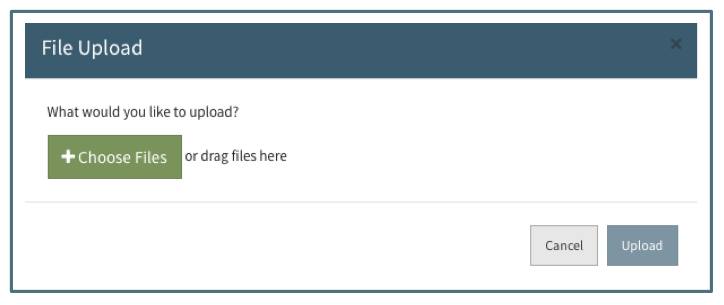 File Upload ×
What would you like to upload?
+ Choose Files or drag files here
Cancel Upload